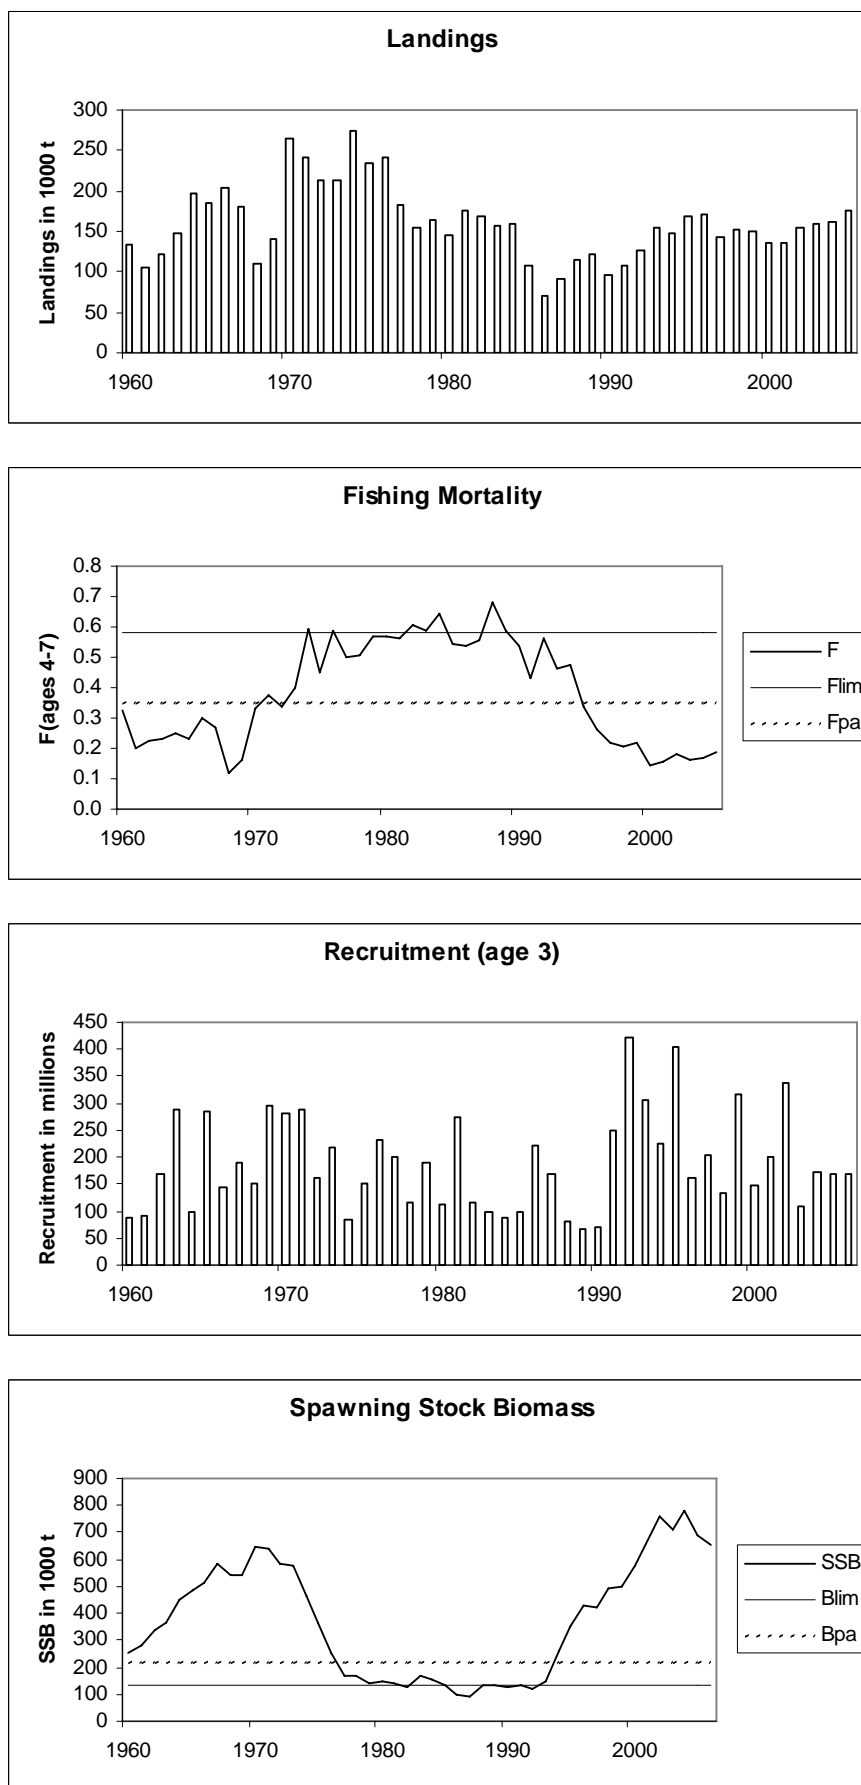 Landings
Landings in 1000 t
300
250
200
150
100
50
0
1960 1970 1980 1990 2000
Fishing Mortality
F(ages 4-7)
0.8
0.7
0.6
0.5
0.4
0.3
0.2
0.1
0.0
1960 1970 1980 1990 2000
F
Flim
Fpa
Recruitment (age 3)
Recruitment in millions
450
400
350
300
250
200
150
100
50
0
1960 1970 1980 1990 2000
Spawning Stock Biomass
SSB in 1000 t
900
800
700
600
500
400
300
200
100
0
1960 1970 1980 1990 2000
SSB
Blim
Bpa